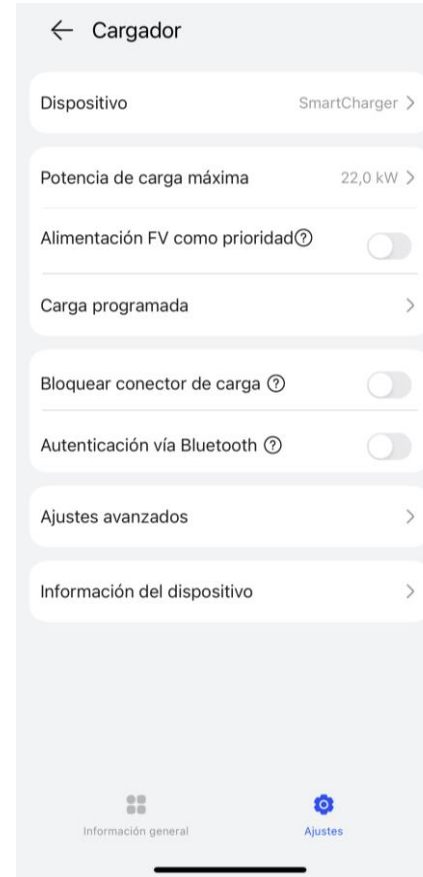 Cargador
Dispositivo SmartCharger
Potencia de carga máxima 22,0 kW
Alimentación FV como prioridad
Carga programada
Bloquear conector de carga
Autenticación vía Bluetooth
Ajustes avanzados
Información del dispositivo
Información general Ajustes